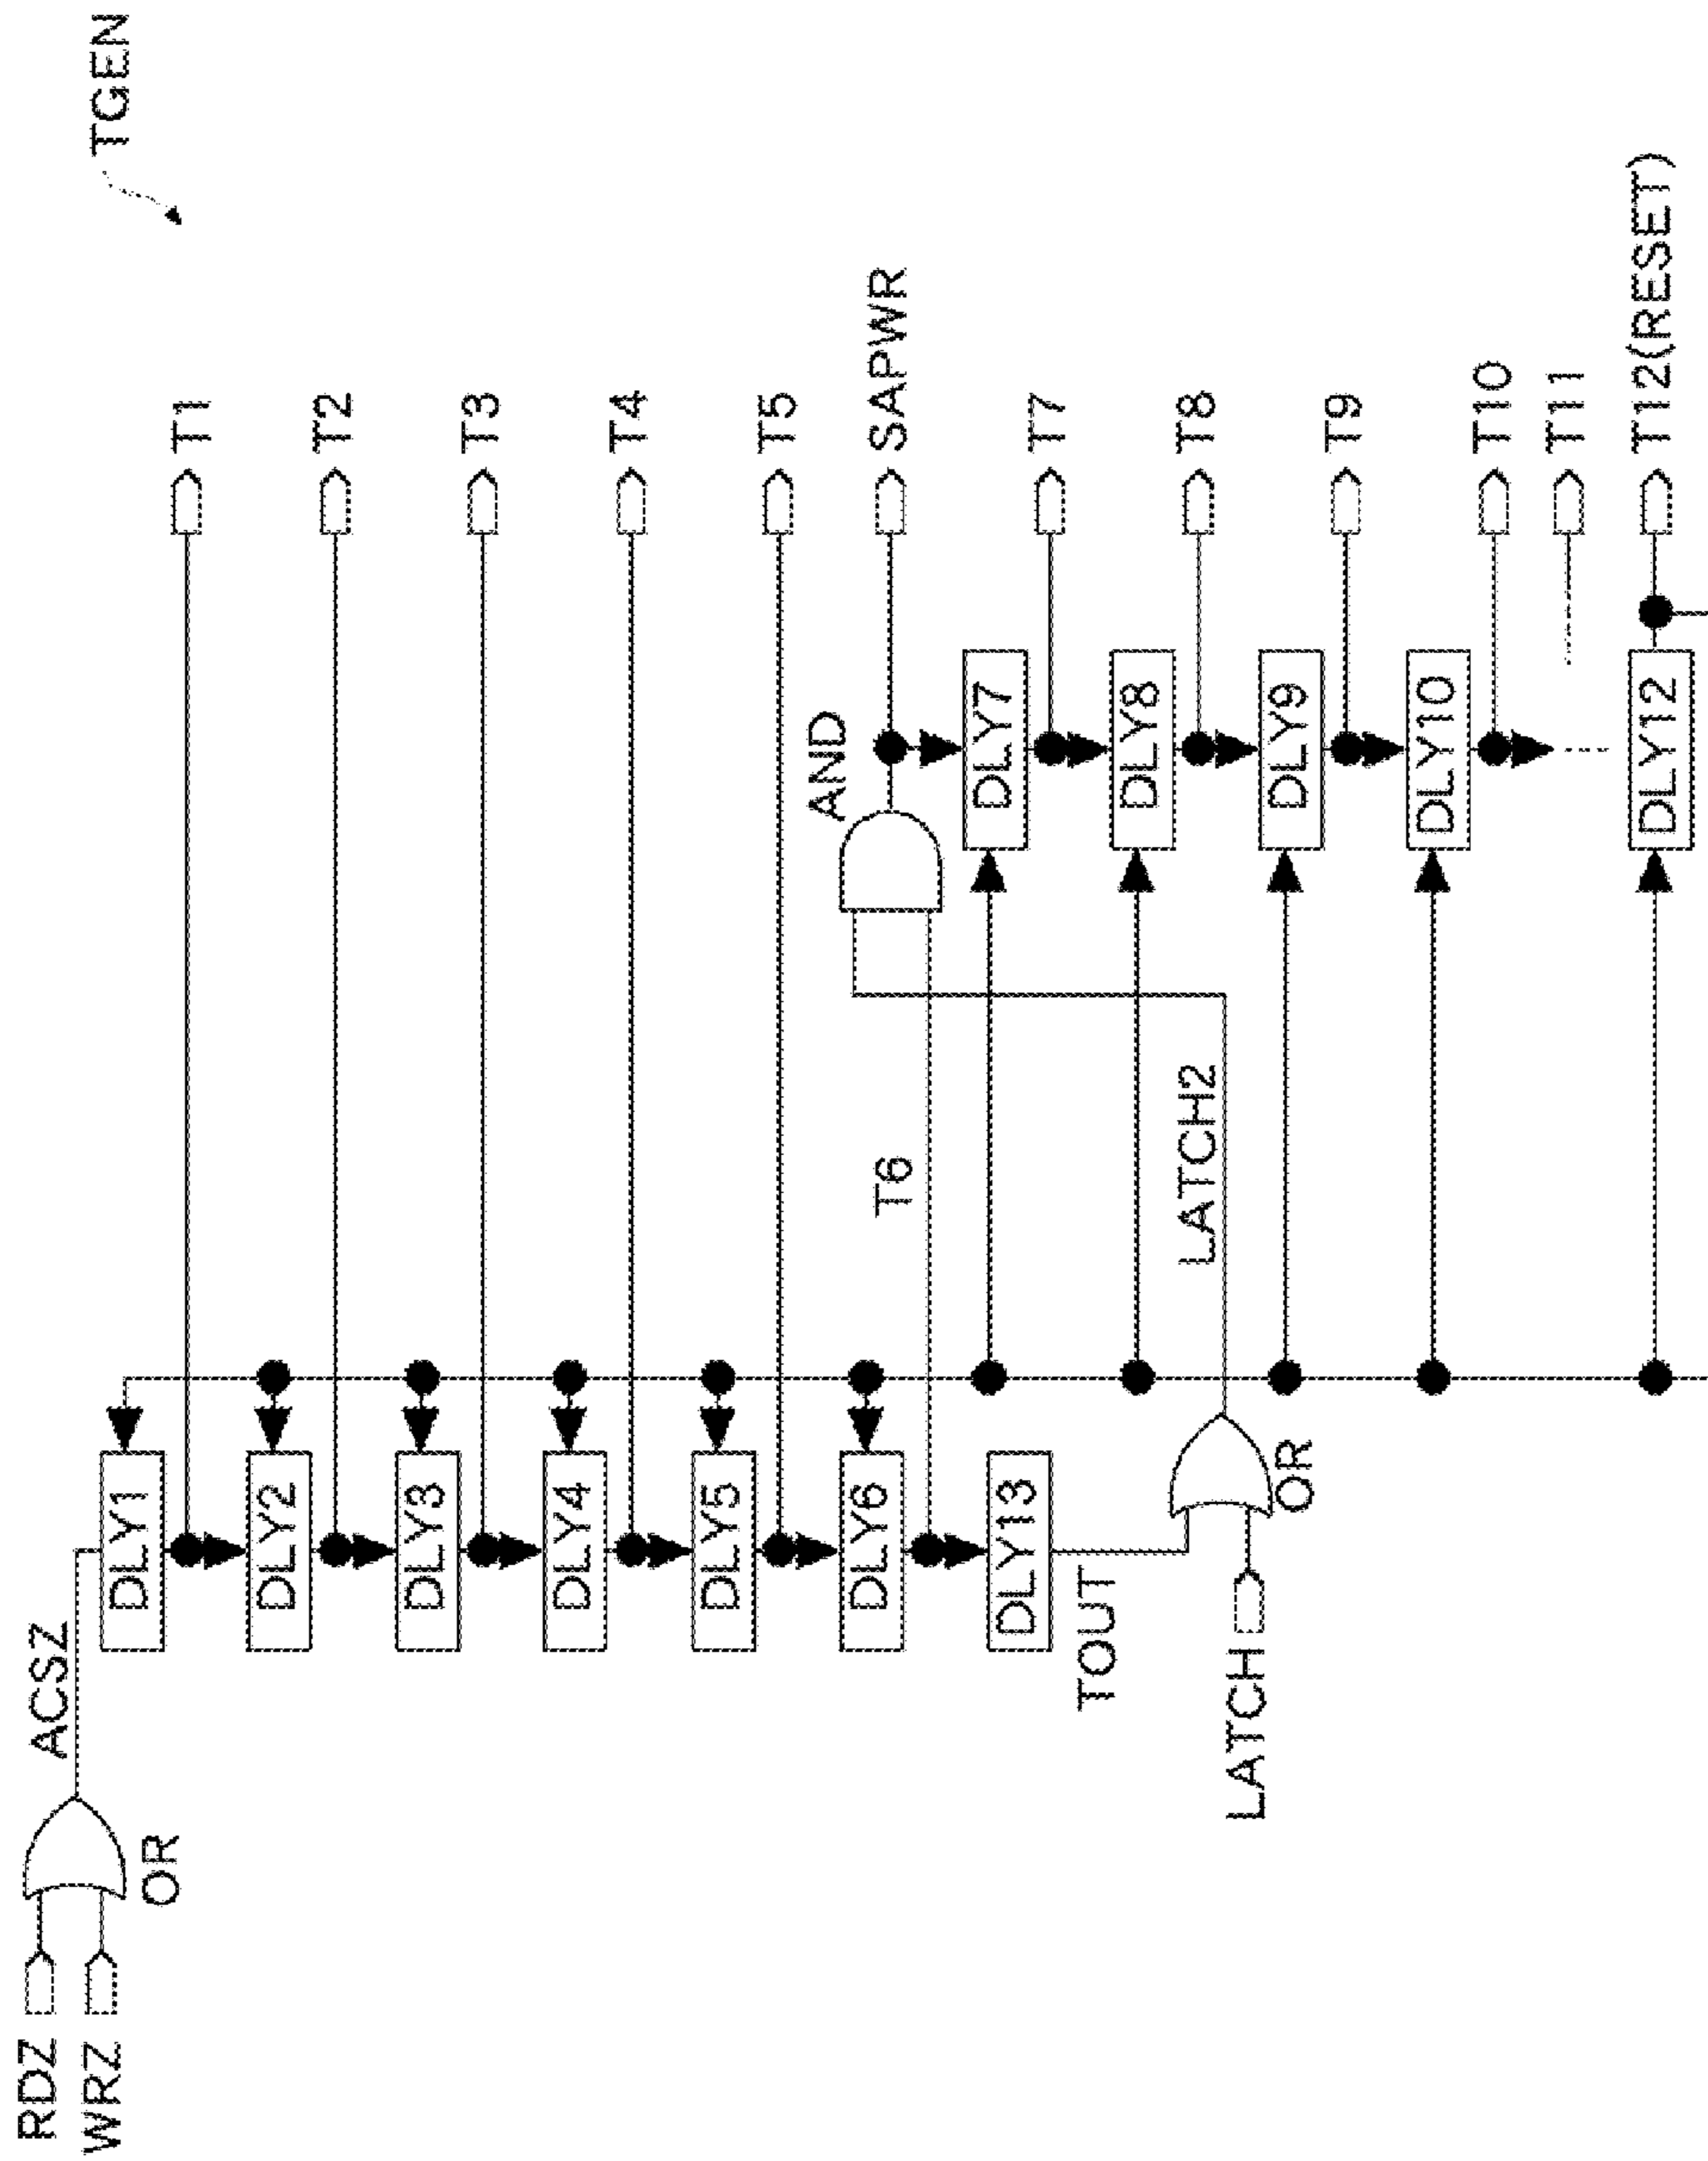 TGEN
RDZ
WRZ
OR
ACSZ
DLY1
T1
DLY2
T2
DLY3
T3
DLY4
T4
DLY5
T5
DLY6
T6
AND
SAPWR
DLY13
TOUT
LATCH
OR
LATCH2
DLY7
T7
DLY8
T8
DLY9
T9
DLY10
T10
T11
DLY12
T12(RESET)